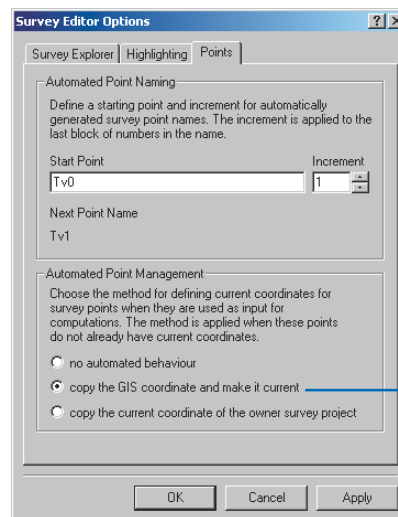 Survey Editor Options
Survey Explorer Highlighting Points
Automated Point Naming
Define a starting point and increment for automatically
generated survey point names. The increment is applied to the
last block of numbers in the name.
Start Point Increment
Tv0 1
Next Point Name
Tv1
Automated Point Management
Choose the method for defining current coordinates for
survey points when they are used as input for
computations. The method is applied when these points
do not already have current coordinates.
no automated behaviour
copy the GIS coordinate and make it current
copy the current coordinate of the owner survey project
OK Cancel Apply